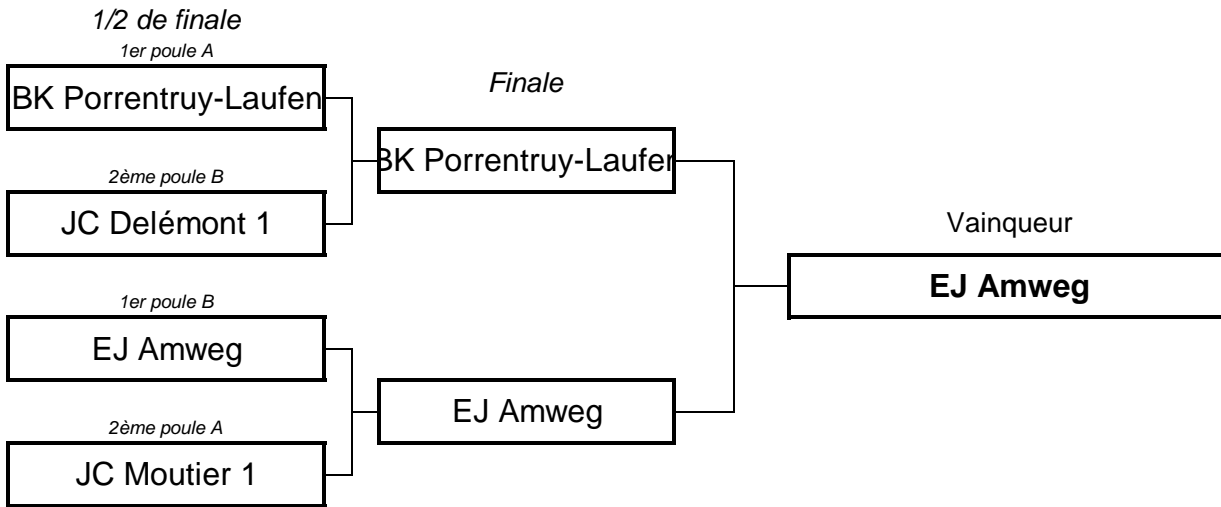 1/2 de finale
1er poule A
BK Porrentruy-Laufen
2ème poule B
JC Delémont 1
1er poule B
EJ Amweg
2ème poule A
JC Moutier 1
Finale
BK Porrentruy-Laufen
EJ Amweg
Vainqueur
EJ Amweg